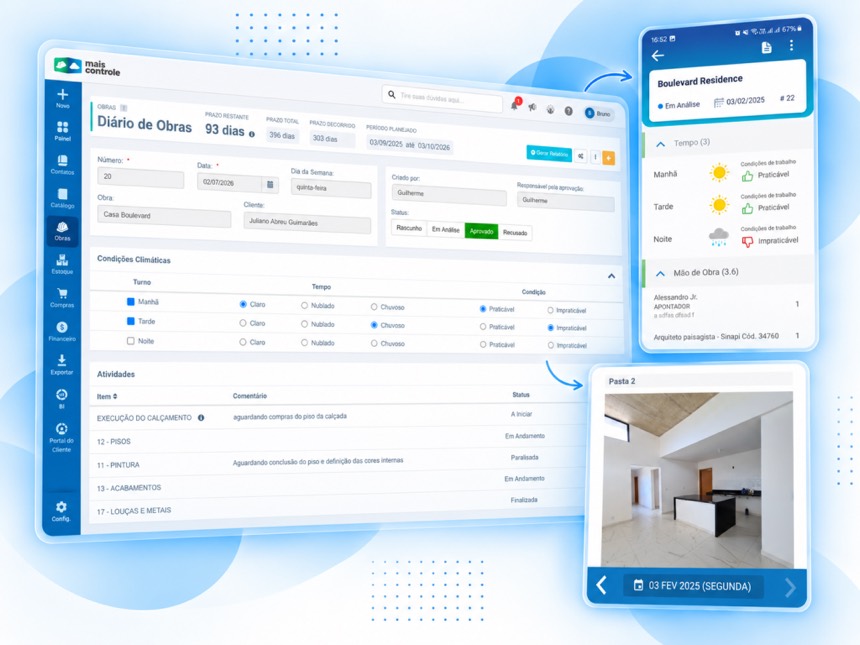 mais
controle
Tire suas dúvidas aqui...
1
B Bruno
Novo
Painel
Contatos
Catálogo
Obras
Estoque
Compras
Financeiro
Exportar
BI
Portal do
Cliente
Config.
OBRAS
Diário de Obras
PRAZO RESTANTE
93 dias
PRAZO TOTAL
396 dias
PRAZO DECORRIDO
303 dias
PERÍODO PLANEJADO
03/09/2025 até 03/10/2026
Gerar Relatório
Número: *
20
Data: *
02/07/2026
Dia da Semana:
quinta-feira
Obra:
Casa Boulevard
Cliente:
Juliano Abreu Guimarães
Criado por:
Guilherme
Responsável pela aprovação:
Guilherme
Status:
Rascunho Em Análise Aprovado Recusado
Condições Climáticas
Turno Tempo Condição
Manhã Claro Nublado Chuvoso Praticável Impraticável
Tarde Claro Nublado Chuvoso Praticável Impraticável
Noite Claro Nublado Chuvoso Praticável Impraticável
Atividades
Item Comentário Status
EXECUÇÃO DO CALÇAMENTO aguardando compras do piso da calçada A Iniciar
12 - PISOS Em Andamento
11 - PINTURA Aguardando conclusão do piso e definição das cores internas Paralisada
13 - ACABAMENTOS Em Andamento
17 - LOUÇAS E METAIS Finalizada
16:52 67%
Boulevard Residence
Em Análise 03/02/2025 # 22
Tempo (3)
Manhã
Condições de trabalho
Praticável
Tarde
Condições de trabalho
Praticável
Noite
Condições de trabalho
Impraticável
Mão de Obra (3.6)
Alessandro Jr. 1
APONTADOR
Arquiteto paisagista - Sinapi Cód. 34760 1
Pasta 2
03 FEV 2025 (SEGUNDA)